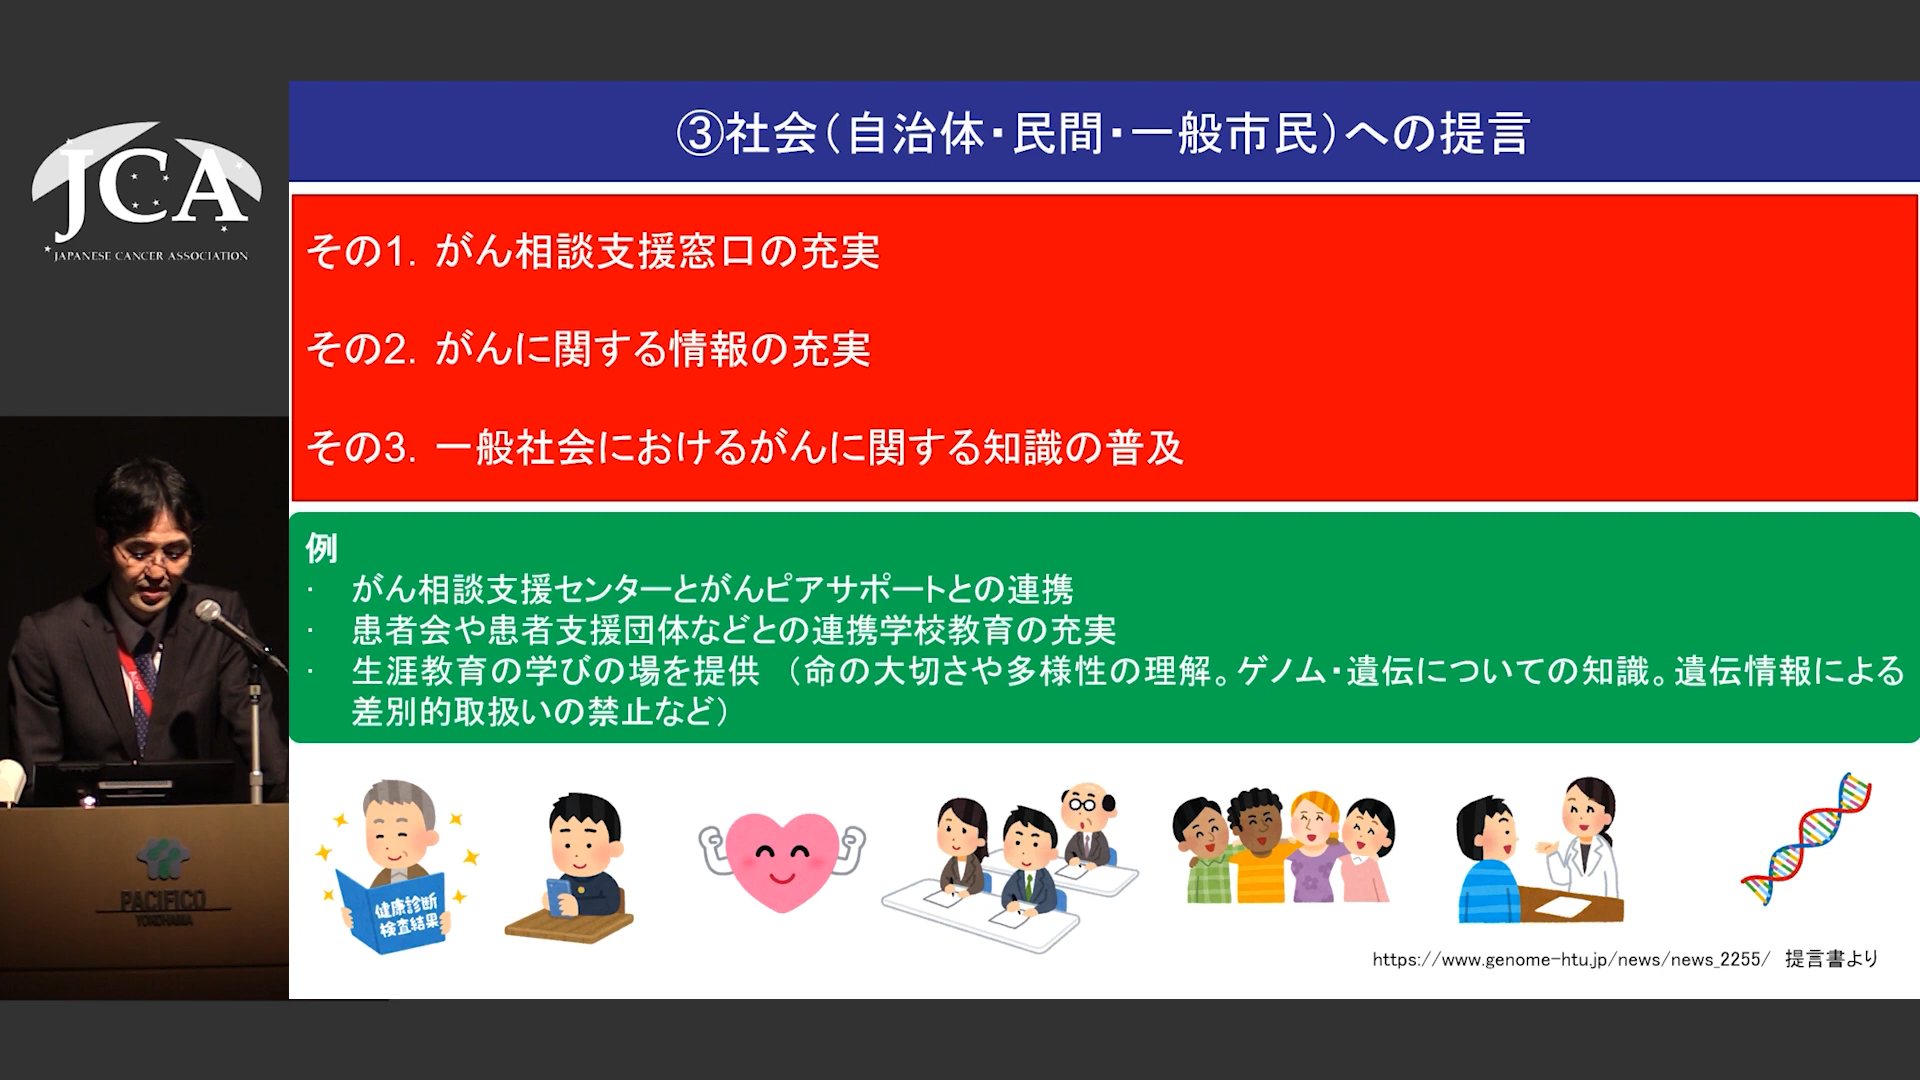 JCA
JAPANESE CANCER ASSOCIATION
③社会（自治体・民間・一般市民）への提言
その1. がん相談支援窓口の充実
その2. がんに関する情報の充実
その3. 一般社会におけるがんに関する知識の普及
例
・ がん相談支援センターとがんピアサポートとの連携
・ 患者会や患者支援団体などとの連携学校教育の充実
・ 生涯教育の学びの場を提供 （命の大切さや多様性の理解。ゲノム・遺伝についての知識。遺伝情報による
差別的取扱いの禁止など）
健康診断
検査結果
https://www.genome-htu.jp/news/news_2255/ 提言書より
PACIFICO
YOKOHAMA